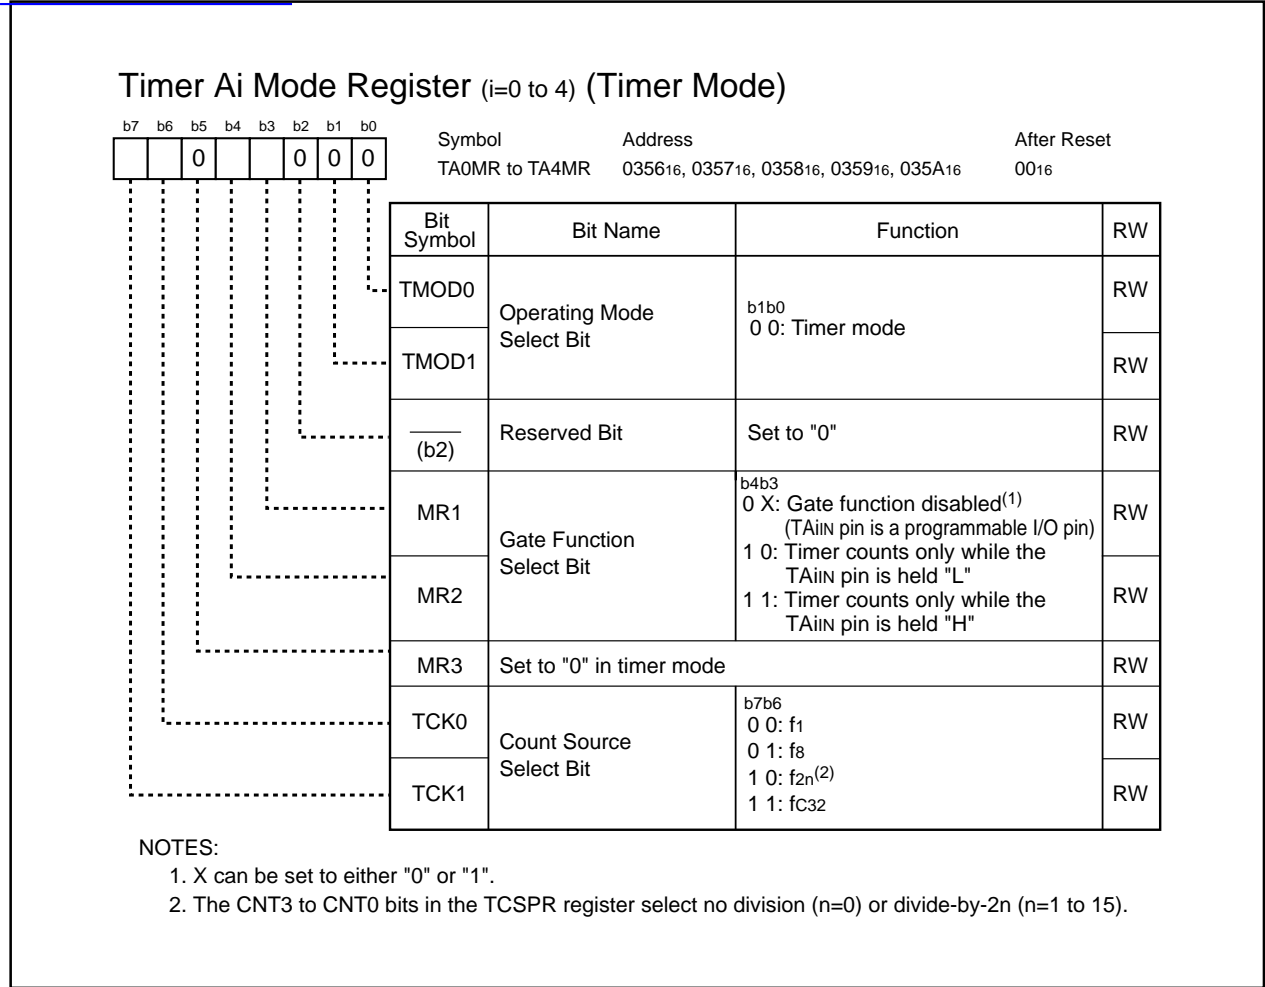 Timer Ai Mode Register (i=0 to 4) (Timer Mode)
b7 b6 b5 b4 b3 b2 b1 b0
0 0 0 0
Symbol Address After Reset
TA0MR to TA4MR 035616, 035716, 035816, 035916, 035A16 0016
Bit Symbol Bit Name Function RW
TMOD0 RW
Operating Mode Select Bit
b1b0
0 0: Timer mode
TMOD1 RW
(b2) Reserved Bit Set to "0" RW
MR1 RW
Gate Function Select Bit
b4b3
0 X: Gate function disabled(1)
(TAiIN pin is a programmable I/O pin)
1 0: Timer counts only while the
TAiIN pin is held "L"
1 1: Timer counts only while the
TAiIN pin is held "H"
MR2 RW
MR3 Set to "0" in timer mode RW
TCK0 RW
Count Source Select Bit
b7b6
0 0: f1
0 1: f8
1 0: f2n(2)
1 1: fC32
TCK1 RW
NOTES:
1. X can be set to either "0" or "1".
2. The CNT3 to CNT0 bits in the TCSPR register select no division (n=0) or divide-by-2n (n=1 to 15).